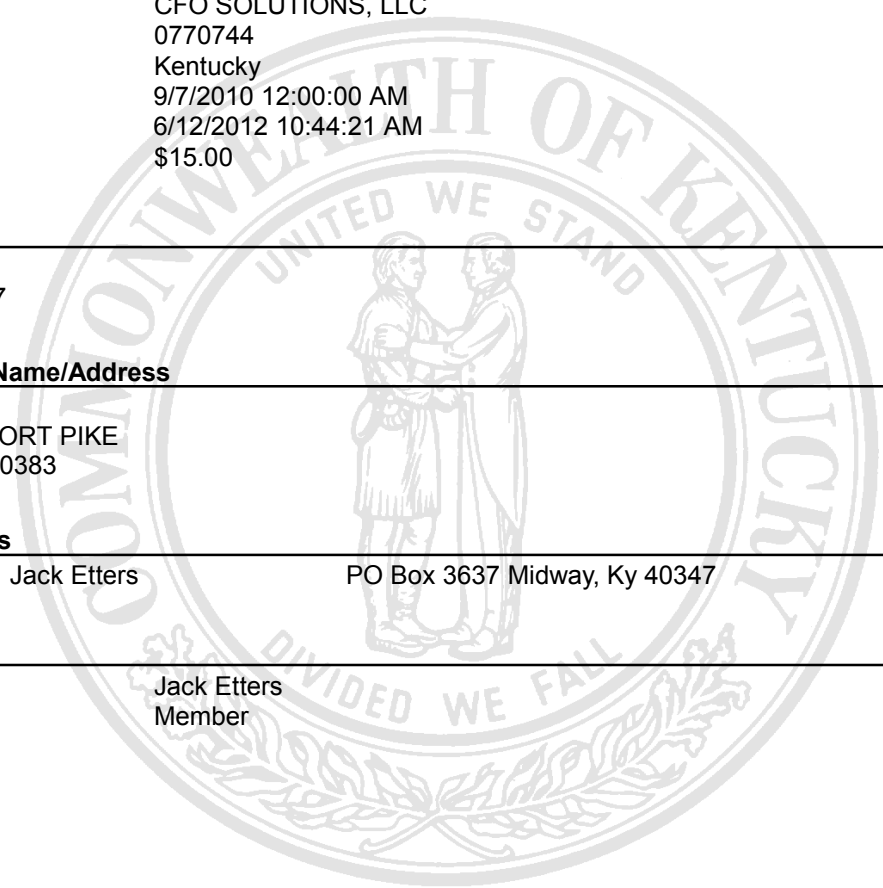 CFO SOLUTIONS, LLC
0770744
Kentucky
9/7/2010 12:00:00 AM
6/12/2012 10:44:21 AM
$15.00
COMMONWEALTH OF KENTUCKY
UNITED WE STAND
7
Name/Address
ORT PIKE
0383
s
Jack Etters PO Box 3637 Midway, Ky 40347
DIVIDED WE FALL
Jack Etters
Member